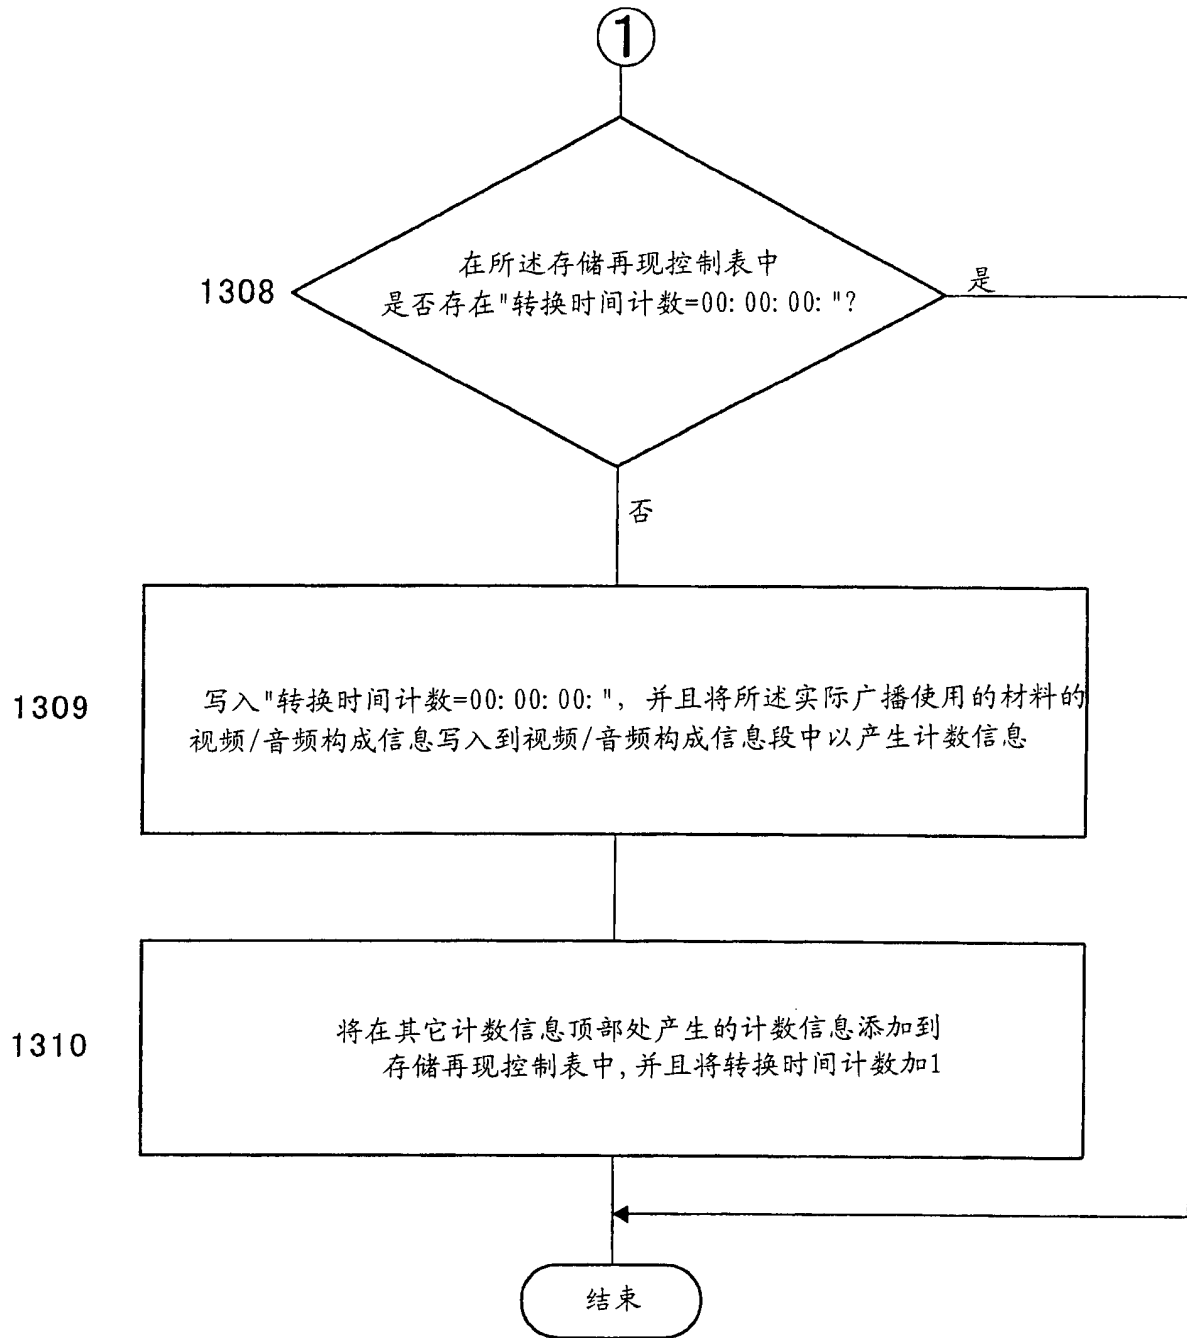 1
在所述存储再现控制表中
1308
是否存在"转换时间计数=00:00:00:"?
是
否
写入"转换时间计数=00:00:00:", 并且将所述实际广播使用的材料的
1309
视频/音频构成信息写入到视频/音频构成信息段中以产生计数信息
将在其它计数信息顶部处产生的计数信息添加到
1310
存储再现控制表中,并且将转换时间计数加1
结束